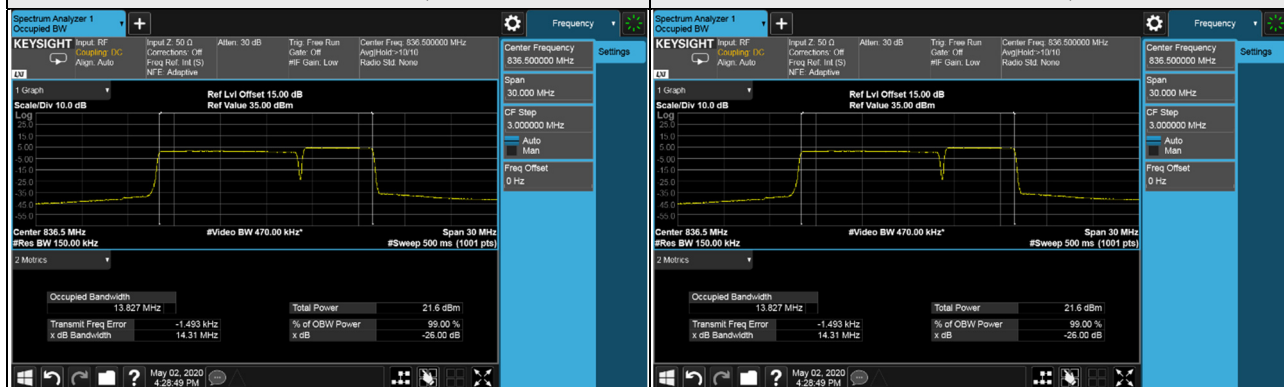 Spectrum Analyzer 1
Occupied BW
Frequency
KEYSIGHT
Input: RF
Coupling: DC
Align: Auto
Input Z: 50 Ω
Corrections: Off
Freq Ref: Int (S)
NFE: Adaptive
Atten: 30 dB
Trig: Free Run
Gate: Off
#IF Gain: Low
Center Freq: 836.500000 MHz
Avg|Hold:>10/10
Radio Std: None
LXI
Center Frequency
836.500000 MHz
Settings
Span
30.000 MHz
CF Step
3.000000 MHz
Auto
Man
Freq Offset
0 Hz
1 Graph
Scale/Div 10.0 dB
Ref Lvl Offset 15.00 dB
Ref Value 35.00 dBm
Log
25.0
15.0
5.00
-5.00
-15.0
-25.0
-35.0
-45.0
-55.0
Center 836.5 MHz
#Res BW 150.00 kHz
#Video BW 470.00 kHz*
Span 30 MHz
#Sweep 500 ms (1001 pts)
2 Metrics
Occupied Bandwidth
13.827 MHz
Total Power 21.6 dBm
Transmit Freq Error -1.493 kHz
% of OBW Power 99.00 %
x dB Bandwidth 14.31 MHz
x dB -26.00 dB
?
May 02, 2020
4:28:49 PM
Spectrum Analyzer 1
Occupied BW
Frequency
KEYSIGHT
Input: RF
Coupling: DC
Align: Auto
Input Z: 50 Ω
Corrections: Off
Freq Ref: Int (S)
NFE: Adaptive
Atten: 30 dB
Trig: Free Run
Gate: Off
#IF Gain: Low
Center Freq: 836.500000 MHz
Avg|Hold:>10/10
Radio Std: None
LXI
Center Frequency
836.500000 MHz
Settings
Span
30.000 MHz
CF Step
3.000000 MHz
Auto
Man
Freq Offset
0 Hz
1 Graph
Scale/Div 10.0 dB
Ref Lvl Offset 15.00 dB
Ref Value 35.00 dBm
Log
25.0
15.0
5.00
-5.00
-15.0
-25.0
-35.0
-45.0
-55.0
Center 836.5 MHz
#Res BW 150.00 kHz
#Video BW 470.00 kHz*
Span 30 MHz
#Sweep 500 ms (1001 pts)
2 Metrics
Occupied Bandwidth
13.827 MHz
Total Power 21.6 dBm
Transmit Freq Error -1.493 kHz
% of OBW Power 99.00 %
x dB Bandwidth 14.31 MHz
x dB -26.00 dB
?
May 02, 2020
4:28:49 PM